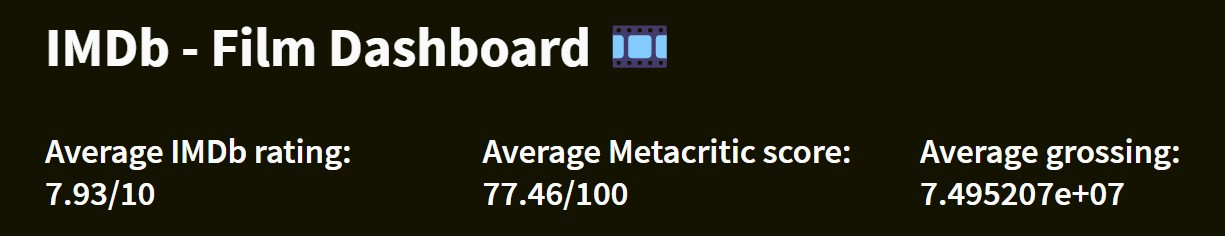 IMDb - Film Dashboard
Average IMDb rating:
7.93/10
Average Metacritic score:
77.46/100
Average grossing:
7.495207e+07